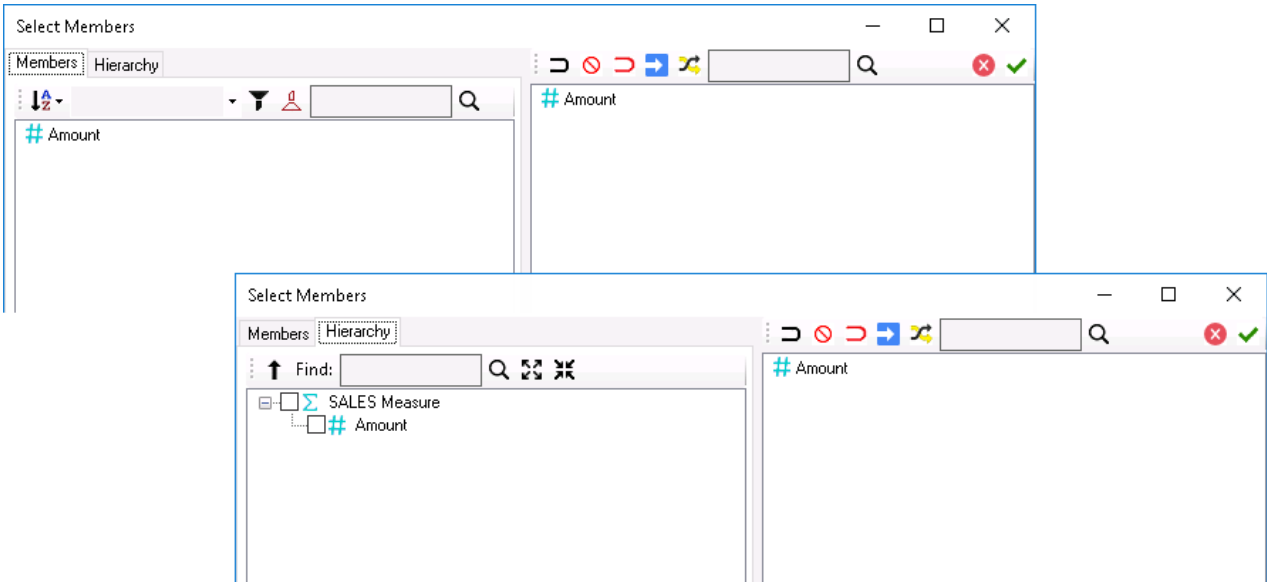 Select Members
Members Hierarchy
Amount
Amount
Select Members
Members Hierarchy
Find:
Amount
SALES Measure
Amount